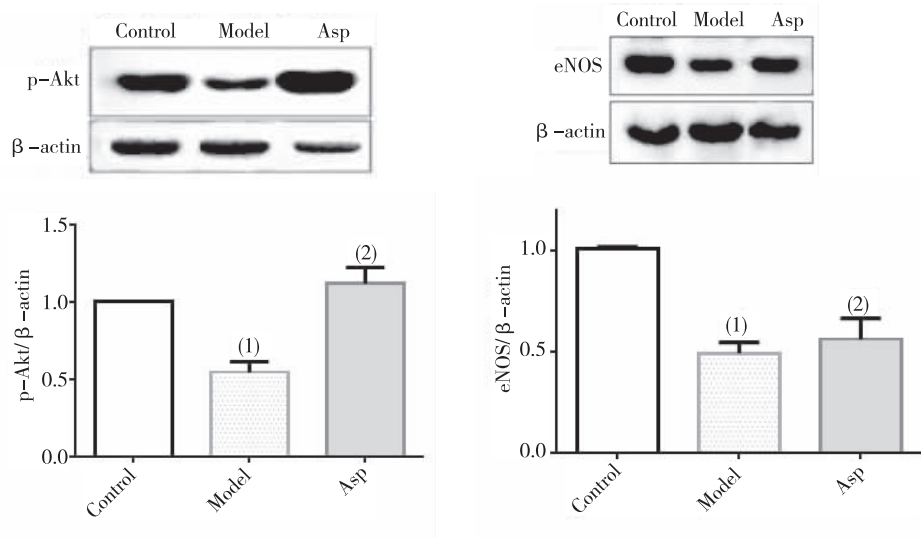 Control Model Asp
p-Akt
β-actin
1.5
1.0
0.5
0.0
p-Akt/β-actin
(1)
(2)
Control
Model
Asp
Control Model Asp
eNOS
β-actin
1.0
0.5
0.0
eNOS/β-actin
(1)
(2)
Control
Model
Asp